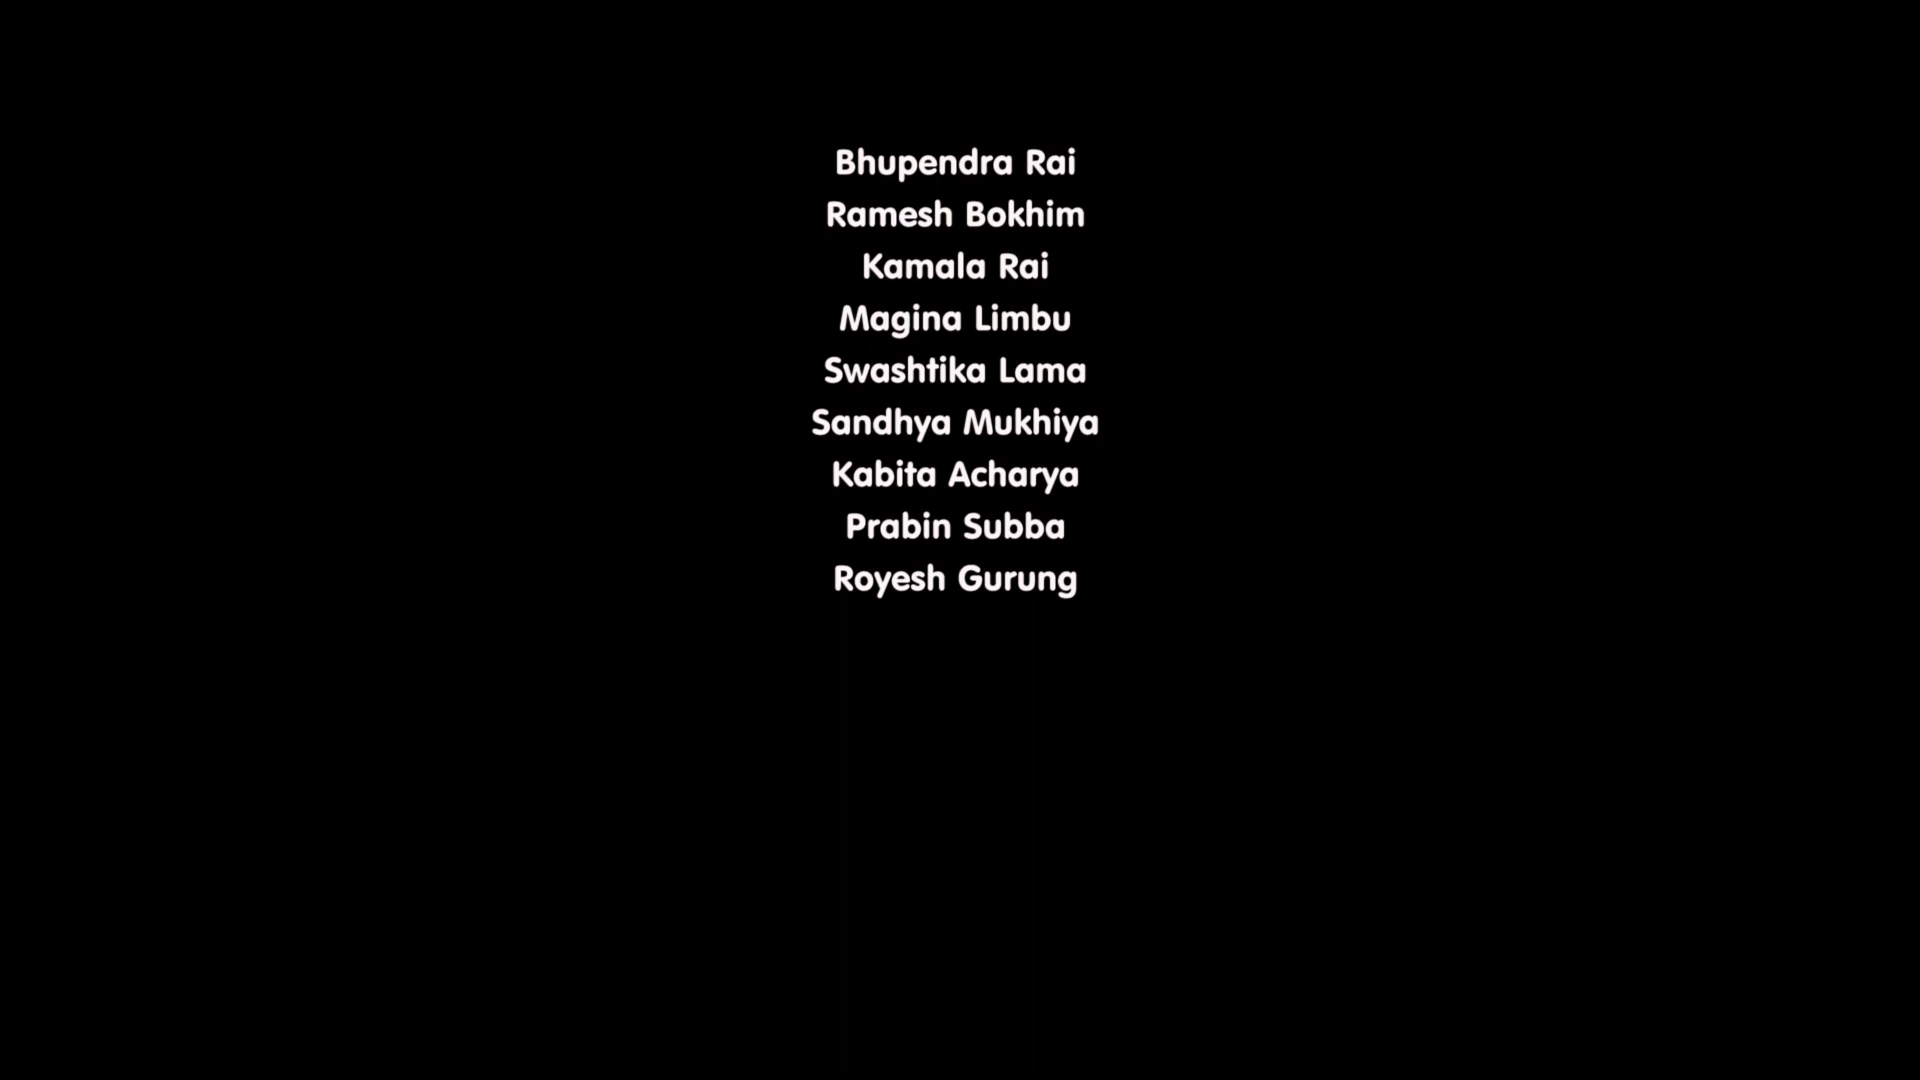 Bhupendra Rai
Ramesh Bokhim
Kamala Rai
Magina Limbu
Swashtika Lama
Sandhya Mukhiya
Kabita Acharya
Prabin Subba
Royesh Gurung